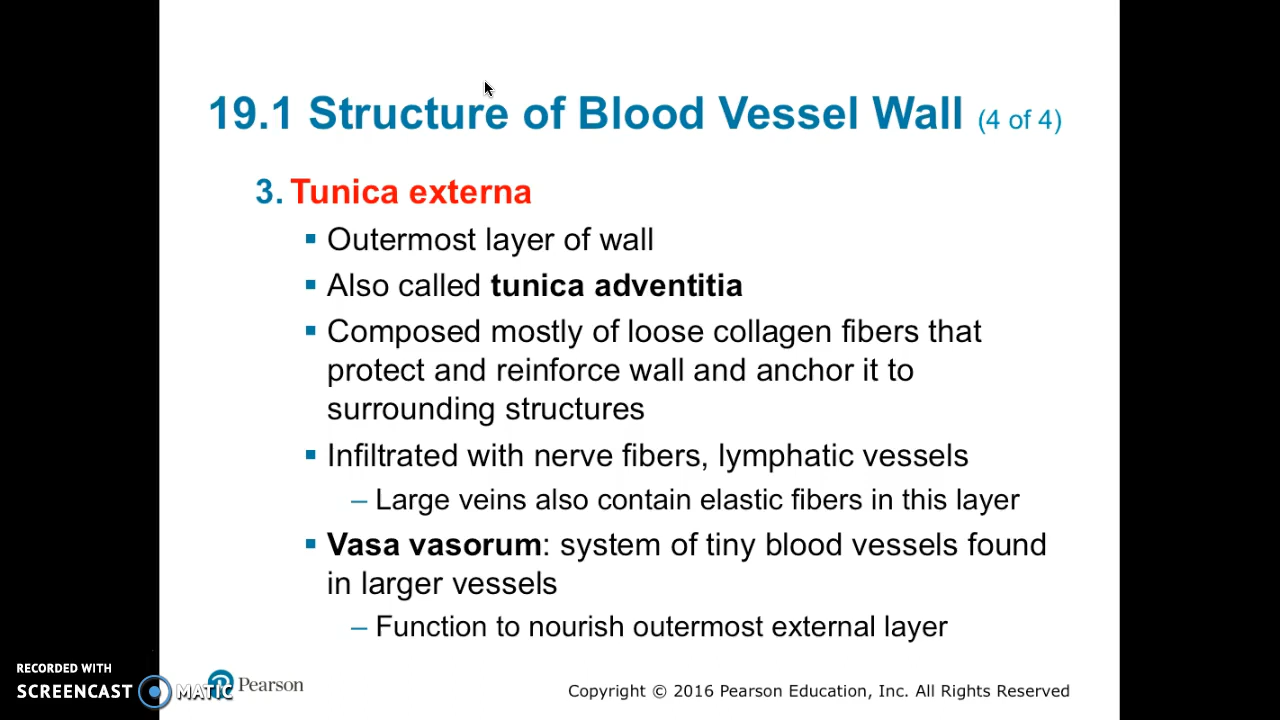 19.1 Structure of Blood Vessel Wall (4 of 4)
3. Tunica externa
▪ Outermost layer of wall
▪ Also called tunica adventitia
▪ Composed mostly of loose collagen fibers that
protect and reinforce wall and anchor it to
surrounding structures
▪ Infiltrated with nerve fibers, lymphatic vessels
– Large veins also contain elastic fibers in this layer
▪ Vasa vasorum: system of tiny blood vessels found
in larger vessels
– Function to nourish outermost external layer
RECORDED WITH
SCREENCAST MATIC
Pearson
Copyright © 2016 Pearson Education, Inc. All Rights Reserved